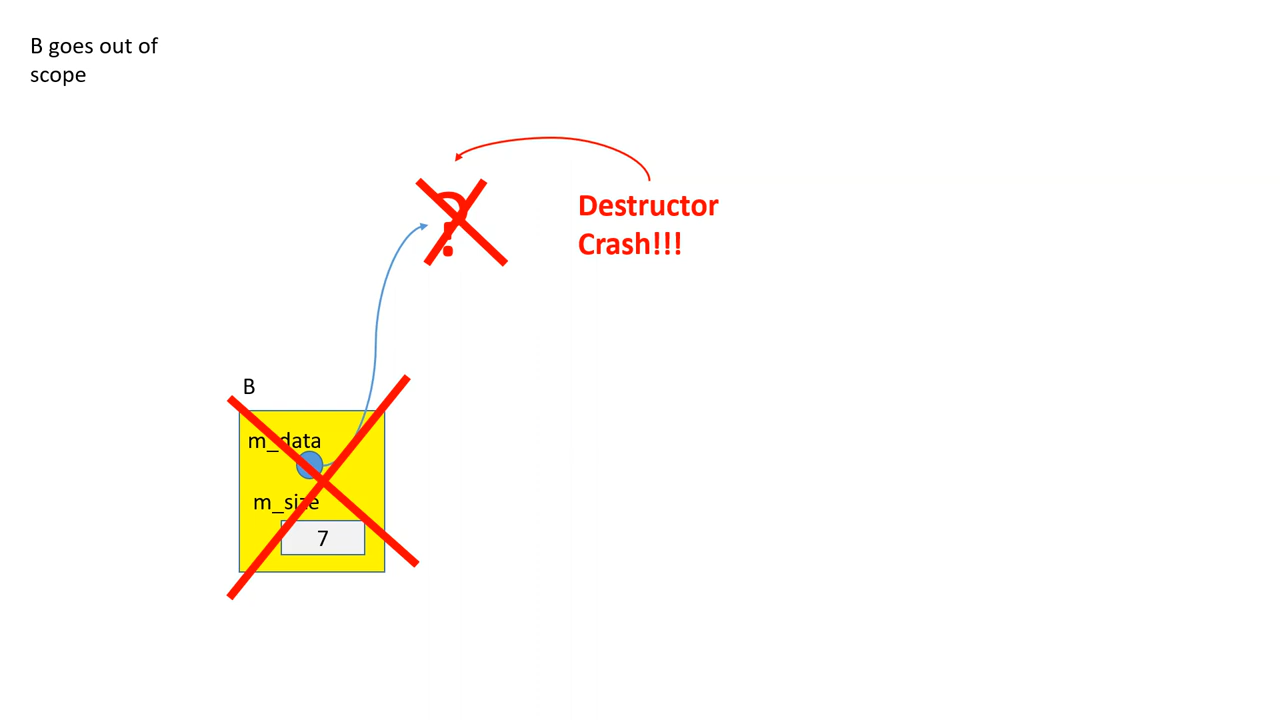 B goes out of
scope
?
Destructor
Crash!!!
B
m_data
m_size
7